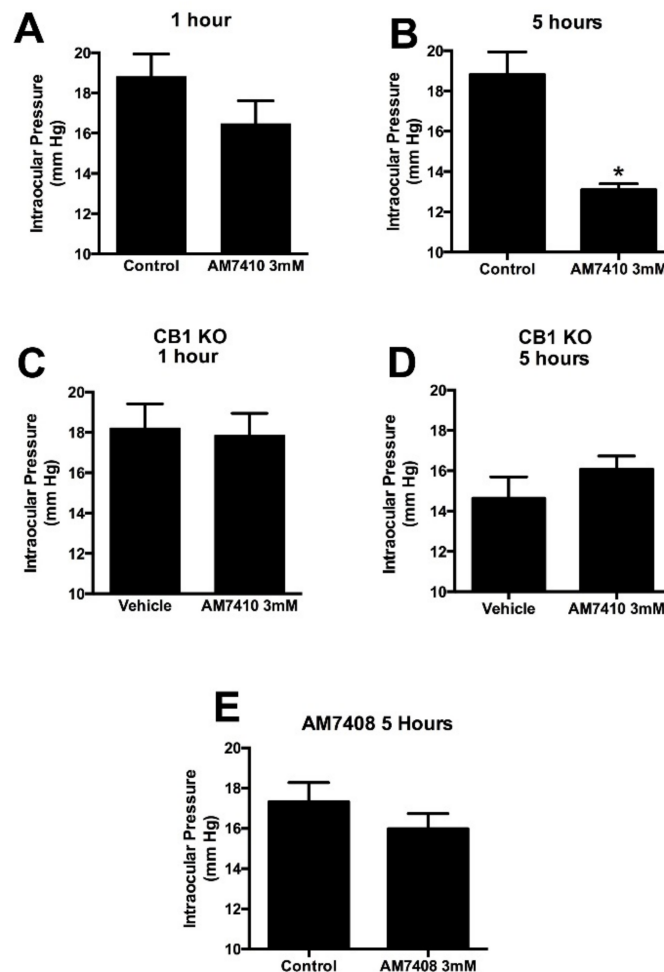 A
1 hour
Intraocular Pressure
(mm Hg)
20
18
16
14
12
10
Control
AM7410 3mM
B
5 hours
Intraocular Pressure
(mm Hg)
20
18
16
14
12
10
*
Control
AM7410 3mM
C
CB1 KO
1 hour
Intraocular Pressure
(mm Hg)
20
18
16
14
12
10
Vehicle
AM7410 3mM
D
CB1 KO
5 hours
Intraocular Pressure
(mm Hg)
20
18
16
14
12
10
Vehicle
AM7410 3mM
E
AM7408 5 Hours
Intraocular Pressure
(mm Hg)
20
18
16
14
12
10
Control
AM7408 3mM